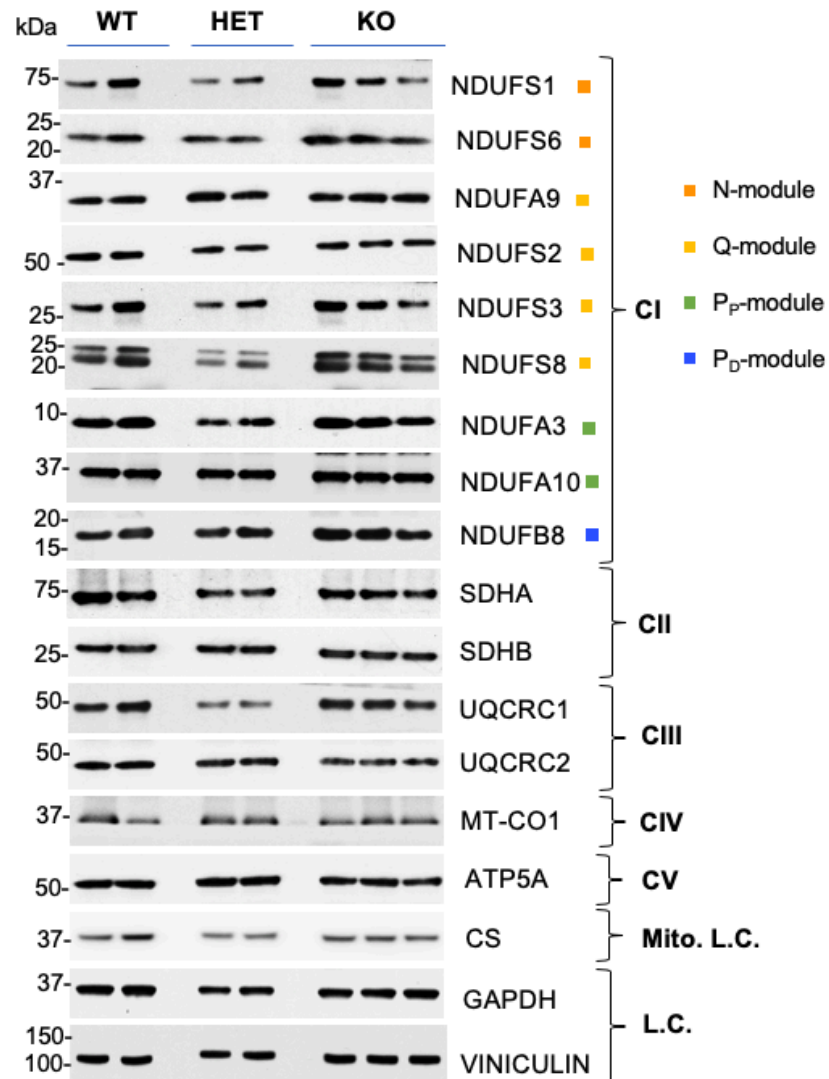 kDa WT HET KO
75- NDUFS1
25-
20- NDUFS6
37- NDUFA9
50 - NDUFS2
25- NDUFS3
25-
20- NDUFS8
10- NDUFA3
37- NDUFA10
20-
15- NDUFB8
CI
N-module
Q-module
PP-module
PD-module
75- SDHA
25- SDHB
CII
50- UQCRC1
50- UQCRC2
CIII
37- MT-CO1 CIV
50- ATP5A CV
37- CS Mito. L.C.
37- GAPDH
150-
100- VINICULIN
L.C.